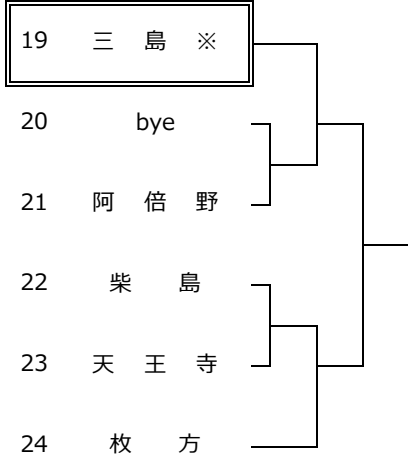 19 三 島 ※
20 bye
21 阿 倍 野
22 柴 島
23 天 王 寺
24 枚 方